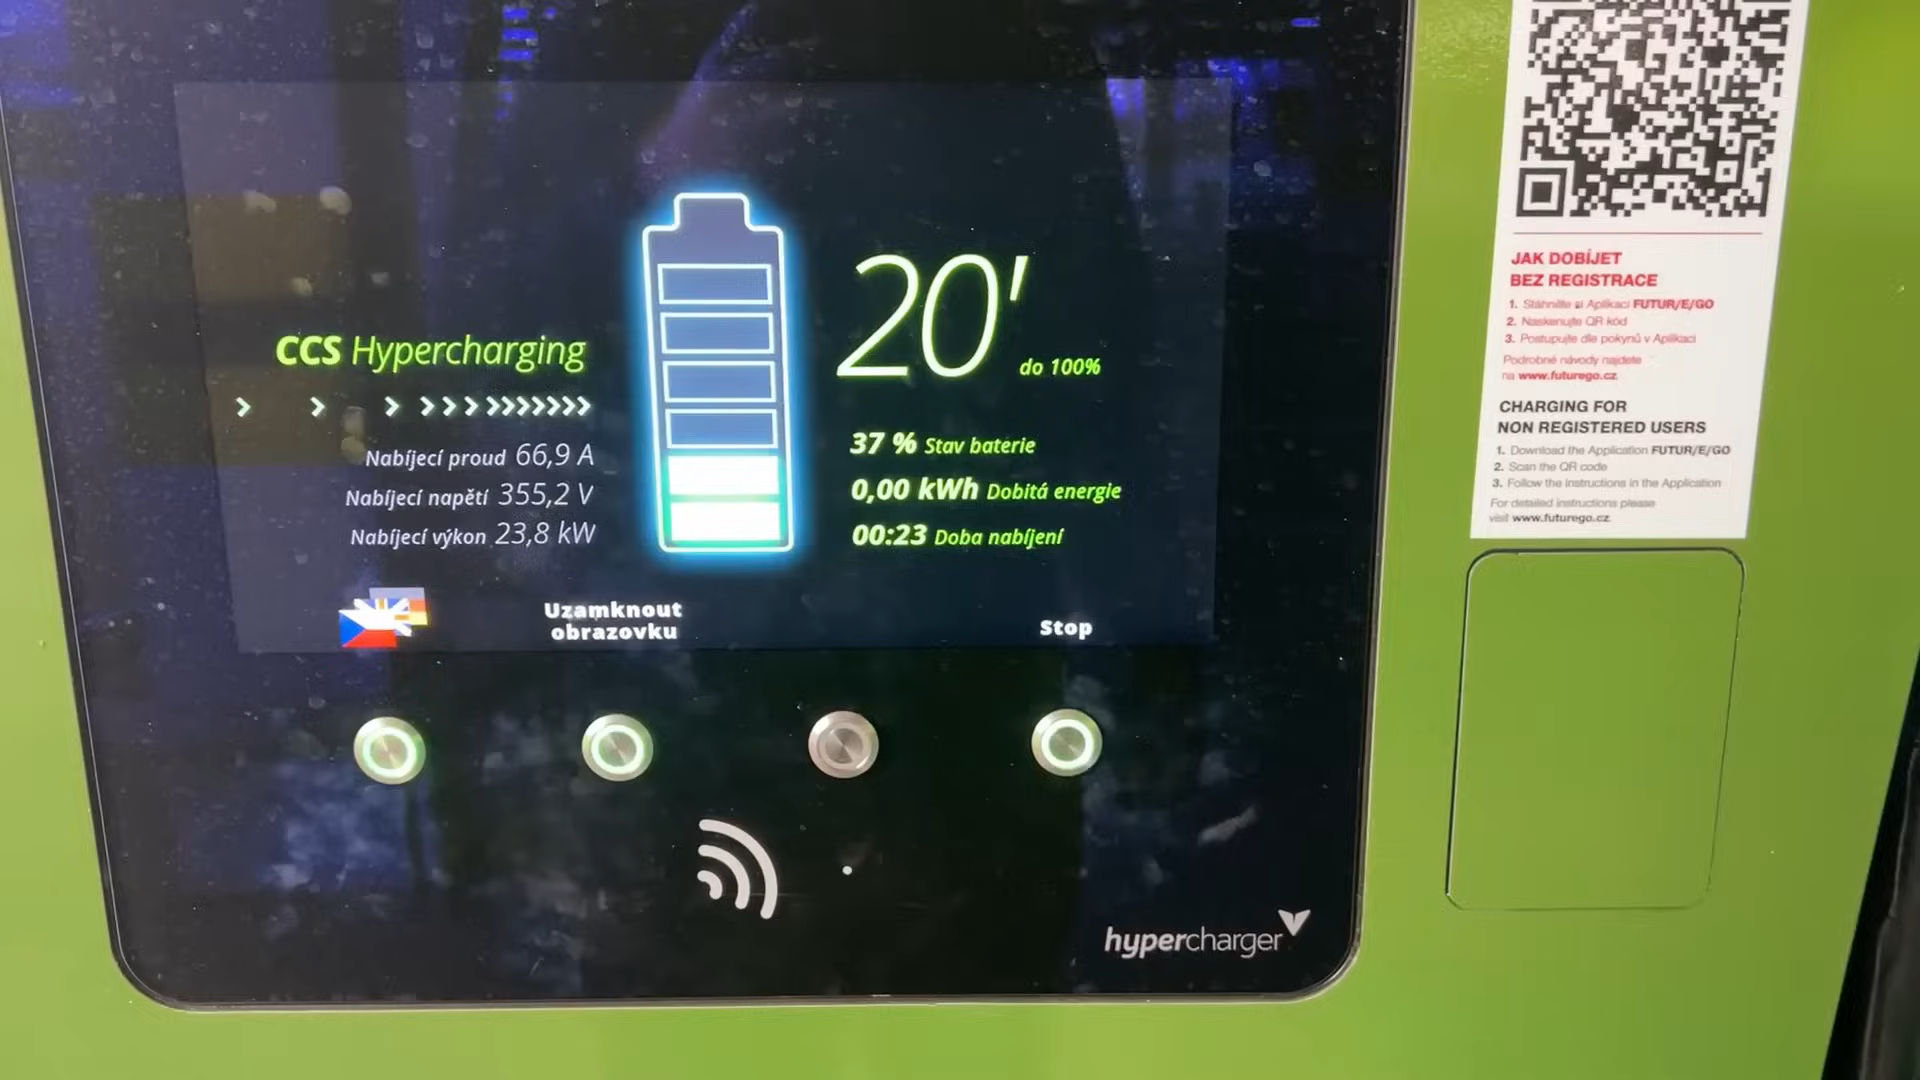 CCS Hypercharging
Nabíjecí proud 66,9 A
Nabíjecí napětí 355,2 V
Nabíjecí výkon 23,8 kW
20'
do 100%
37 % Stav baterie
0,00 kWh Dobitá energie
00:23 Doba nabíjení
Uzamknout
obrazovku
Stop
hypercharger
JAK DOBÍJET
BEZ REGISTRACE
1. Stáhněte si Aplikaci FUTUR/E/GO
2. Naskenujte QR kód
3. Postupujte dle pokynů v Aplikaci
Podrobné návody najdete
na www.futurego.cz
CHARGING FOR
NON REGISTERED USERS
1. Download the Application FUTUR/E/GO
2. Scan the QR code
3. Follow the Instructions in the Application
For detailed instructions please
visit www.futurego.cz